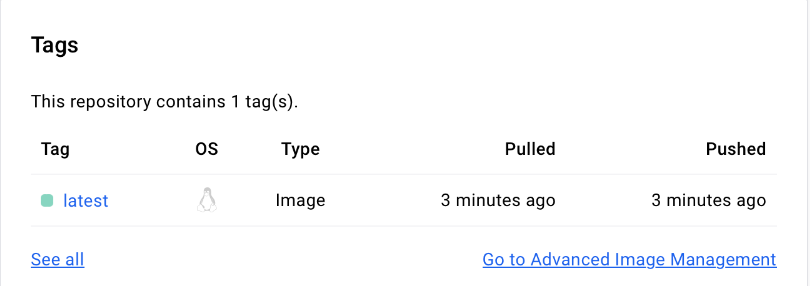 Tags
This repository contains 1 tag(s).
Tag OS Type Pulled Pushed
latest Image 3 minutes ago 3 minutes ago
See all Go to Advanced Image Management